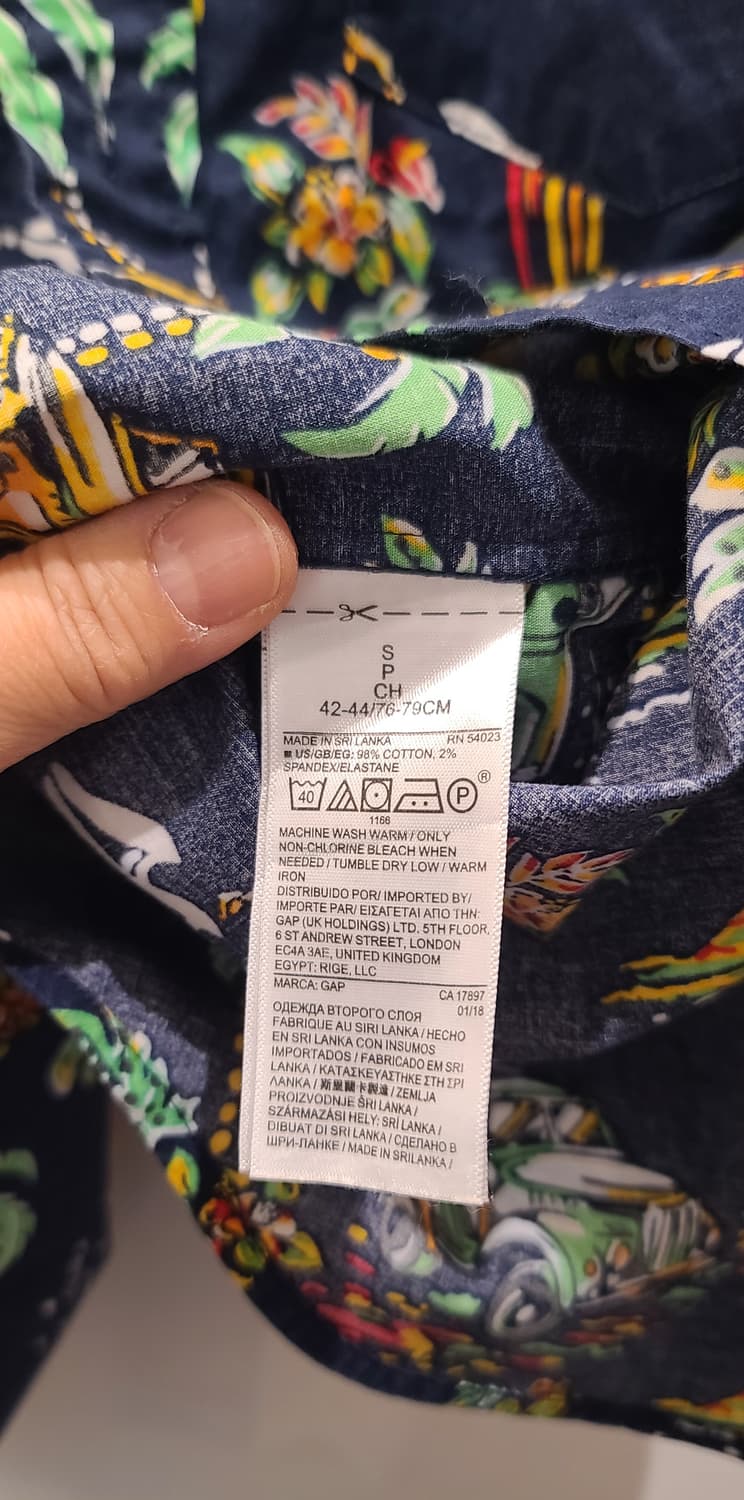 S
P
CH
42-44/76-79CM
MADE IN SRI LANKA RN 54023
■ US/GB/EG: 98% COTTON, 2%
SPANDEX/ELASTANE
40 P ®
1166
MACHINE WASH WARM / ONLY
NON-CHLORINE BLEACH WHEN
NEEDED / TUMBLE DRY LOW / WARM
IRON
DISTRIBUIDO POR/ IMPORTED BY/
IMPORTE PAR/ ΕΙΣΑΓΕΤΑΙ ΑΠΟ ΤΗΝ:
GAP (UK HOLDINGS) LTD. 5TH FLOOR,
6 ST ANDREW STREET, LONDON
EC4A 3AE, UNITED KINGDOM
EGYPT: RIGE, LLC
MARCA: GAP CA 17897
01/18
ОДЕЖДА ВТОРОГО СЛОЯ
FABRIQUE AU SIRI LANKA / HECHO
EN SRI LANKA CON INSUMOS
IMPORTADOS / FABRICADO EM SRI
LANKA / ΚΑΤΑΣΚΕΥΑΣΤΗΚΕ ΣΤΗ ΣΡΙ
ΛΑΝΚΑ / 斯里蘭卡製造 / ZEMLJA
PROIZVODNJE ŠRI LANKA /
SZÁRMAZÁSI HELY: SRÍ LANKA /
DIBUAT DI SRI LANKA / СДЕЛАНО В
ШРИ-ЛАНКЕ / MADE IN SRILANKA /